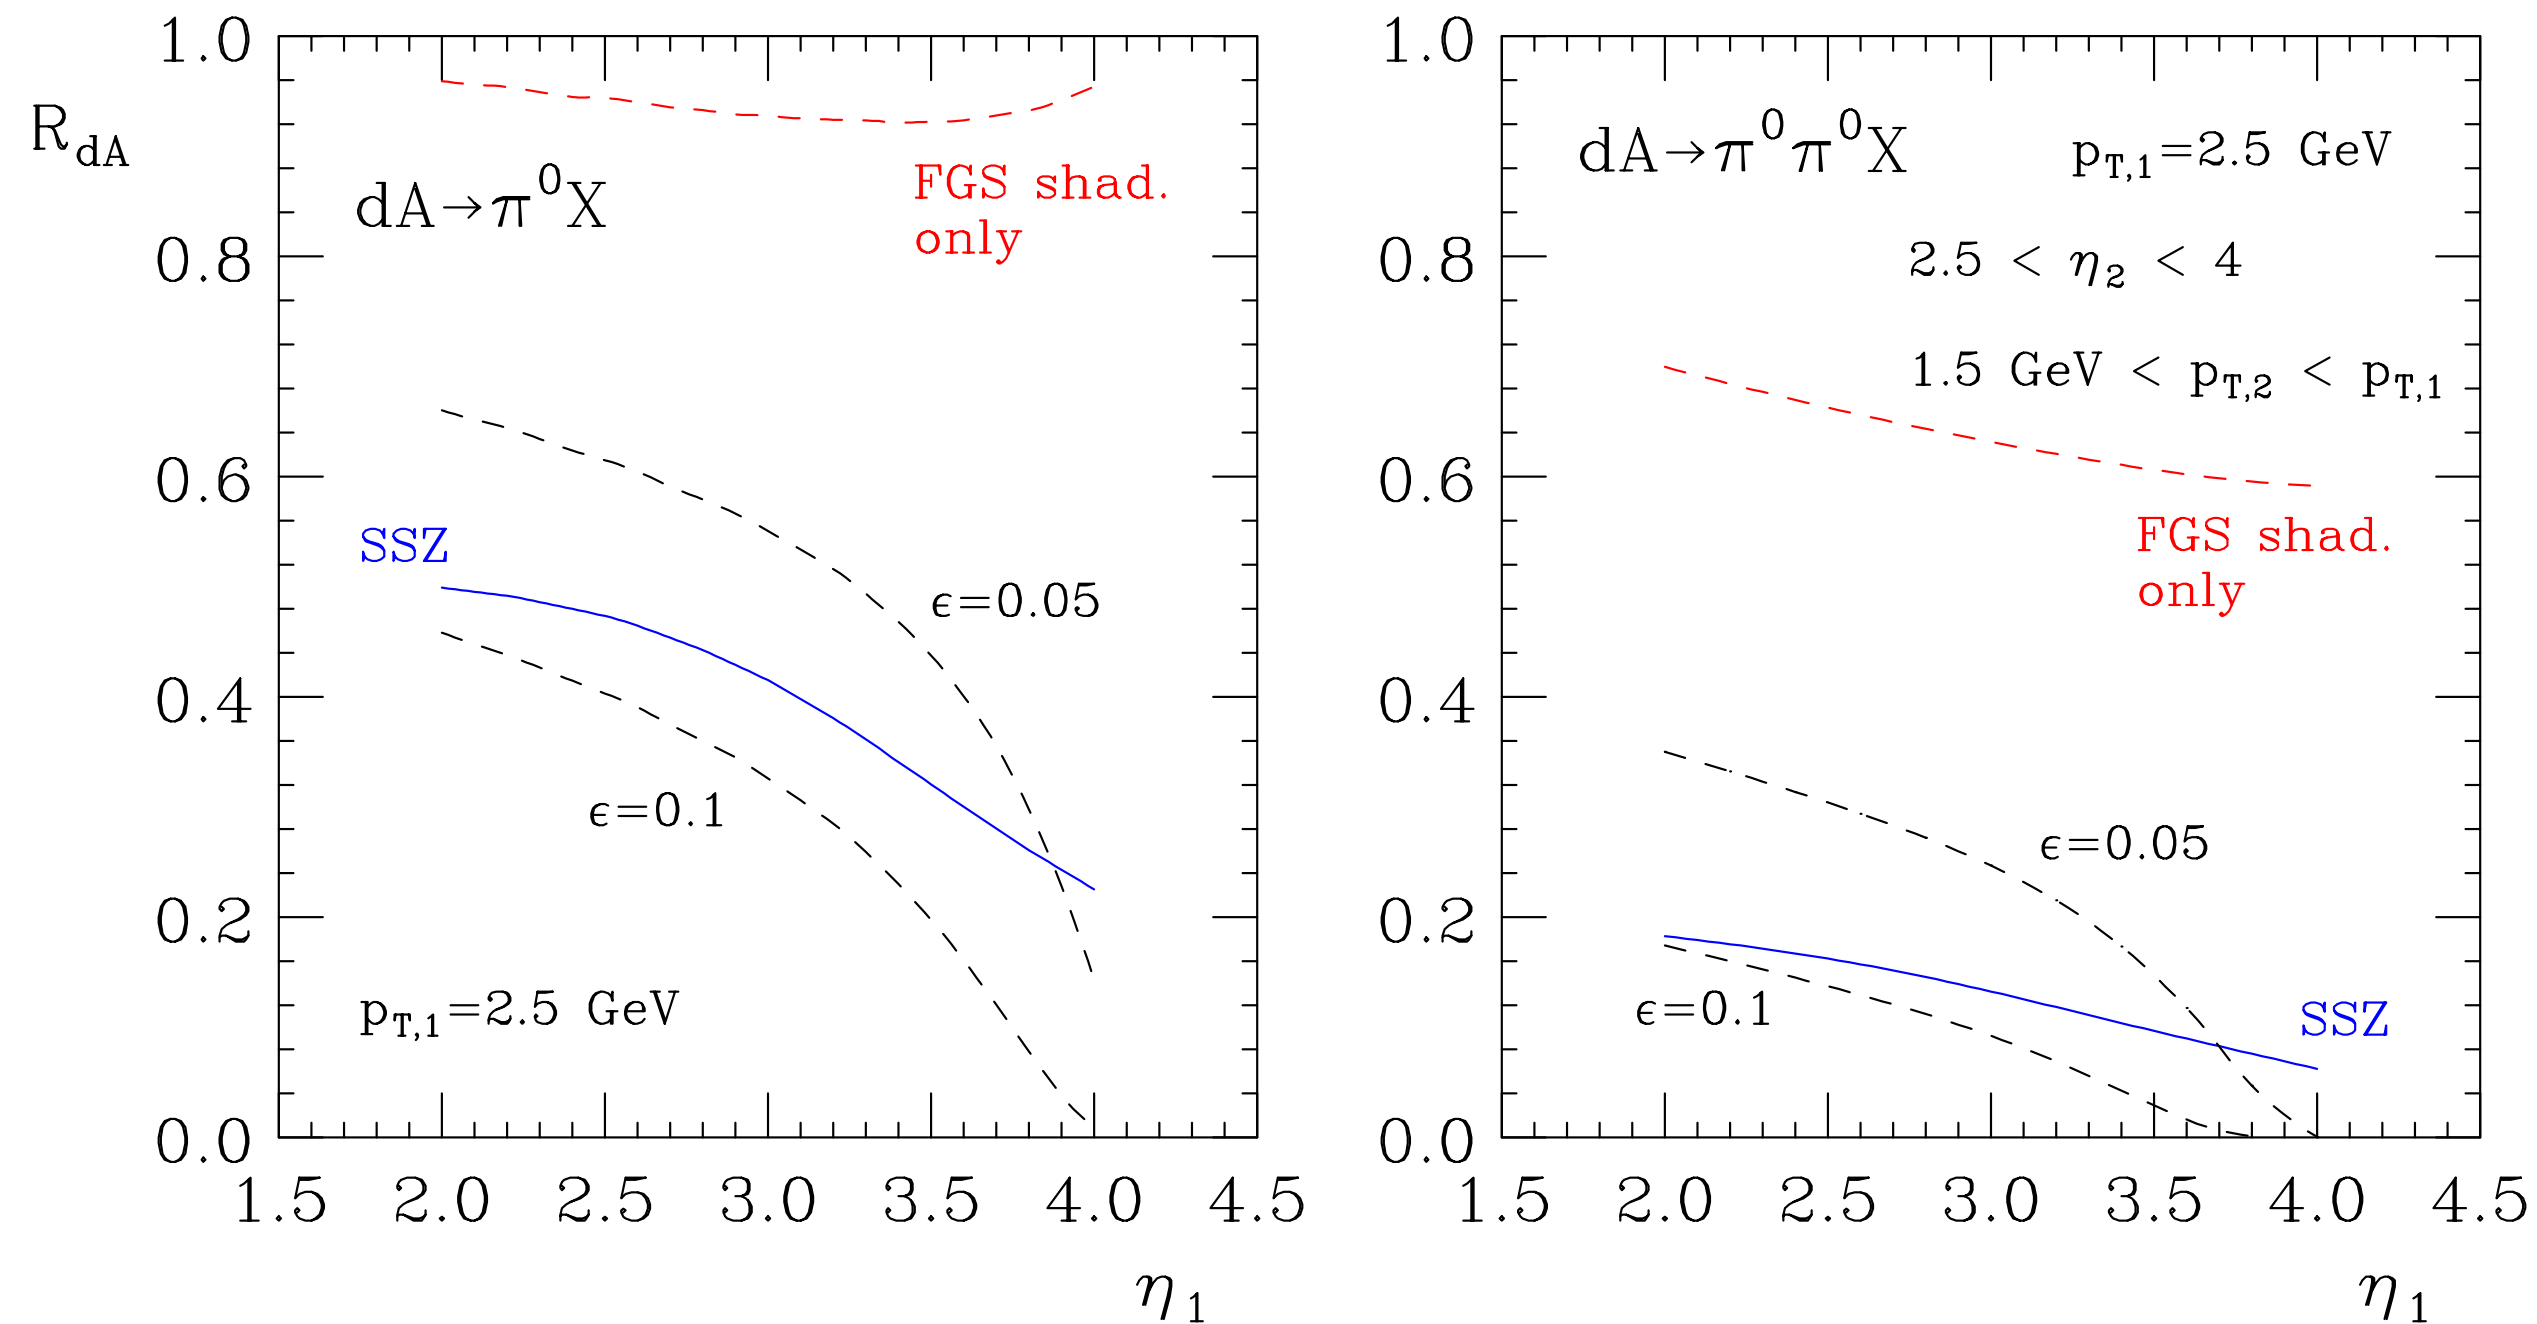 R_dA
1.0
0.8
0.6
0.4
0.2
0.0
1.5 2.0 2.5 3.0 3.5 4.0 4.5
η_1
dA→π^0X
FGS shad.
only
SSZ
ϵ=0.05
ϵ=0.1
p_T,1=2.5 GeV
1.0
0.8
0.6
0.4
0.2
0.0
1.5 2.0 2.5 3.0 3.5 4.0 4.5
η_1
dA→π^0π^0X
p_T,1=2.5 GeV
2.5 < η_2 < 4
1.5 GeV < p_T,2 < p_T,1
FGS shad.
only
ϵ=0.05
ϵ=0.1
SSZ